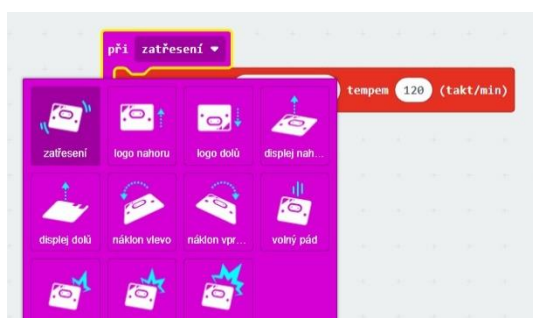 při zatřesení
tempem 120 (takt/min)
zatřesení logo nahoru logo dolů displej nah...
displej dolů náklon vlevo náklon vpr... volný pád